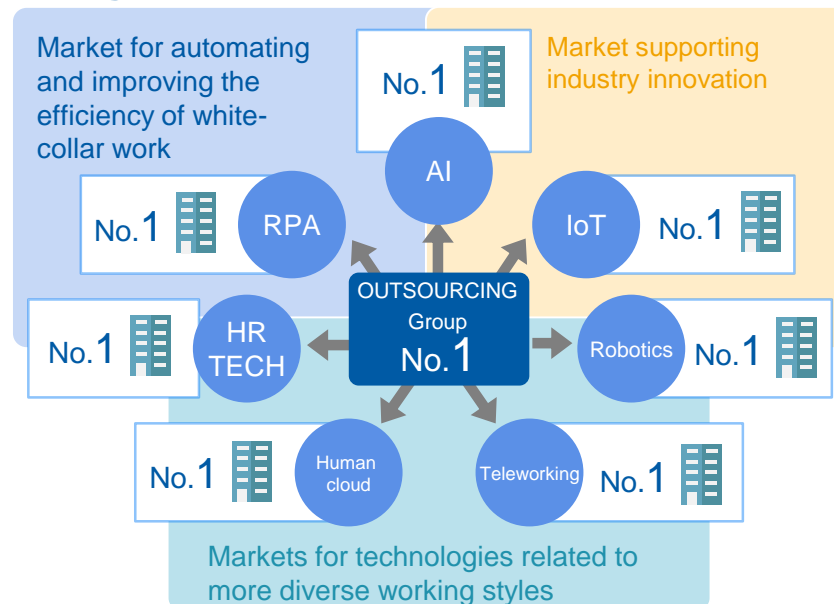 Market for automating
and improving the
efficiency of white-
collar work
Market supporting
industry innovation
No.1
AI
No.1
RPA
IoT
No.1
OUTSOURCING
Group
No.1
No.1
HR
TECH
Robotics
No.1
No.1
Human
cloud
Teleworking
No.1
Markets for technologies related to
more diverse working styles